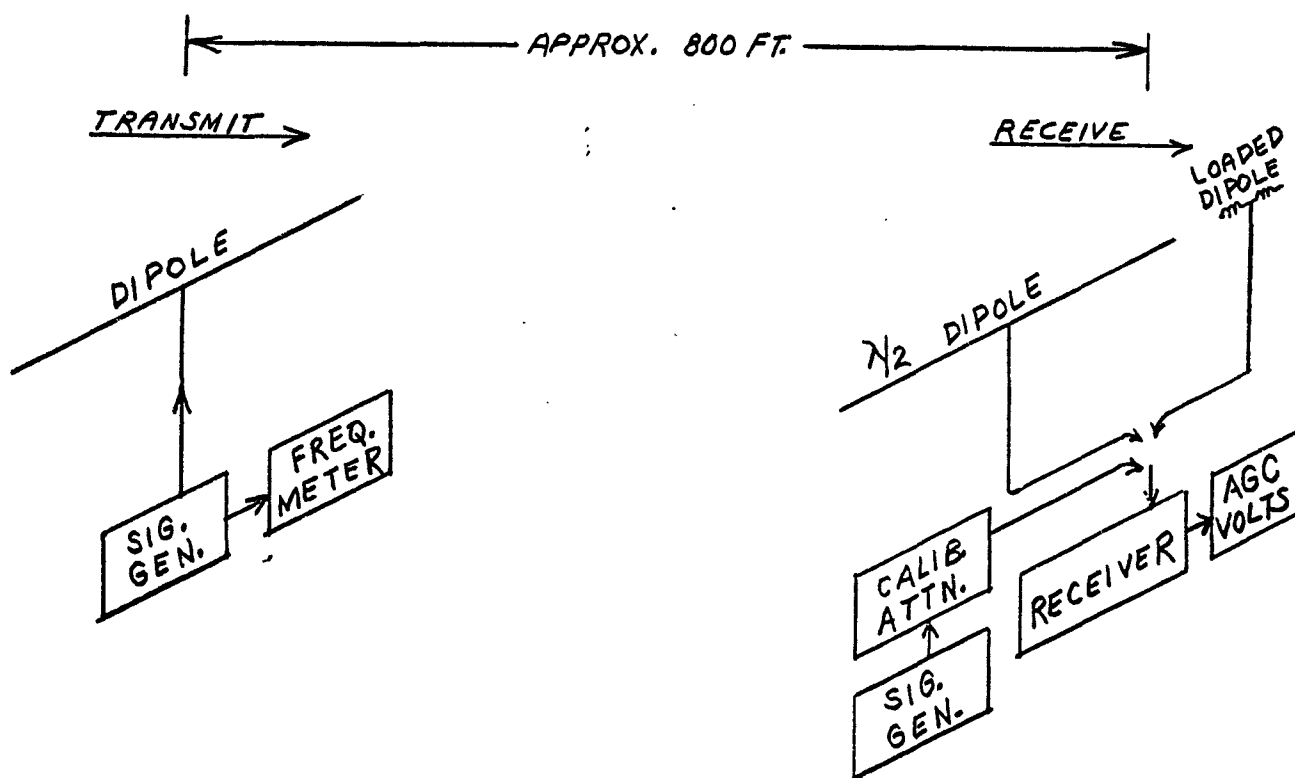 APPROX. 800 FT.
TRANSMIT
RECEIVE
LOADED
DIPOLE
DIPOLE
λ/2 DIPOLE
FREQ.
METER
SIG.
GEN.
AGC
VOLTS
CALIB.
ATTN.
RECEIVER
SIG.
GEN.